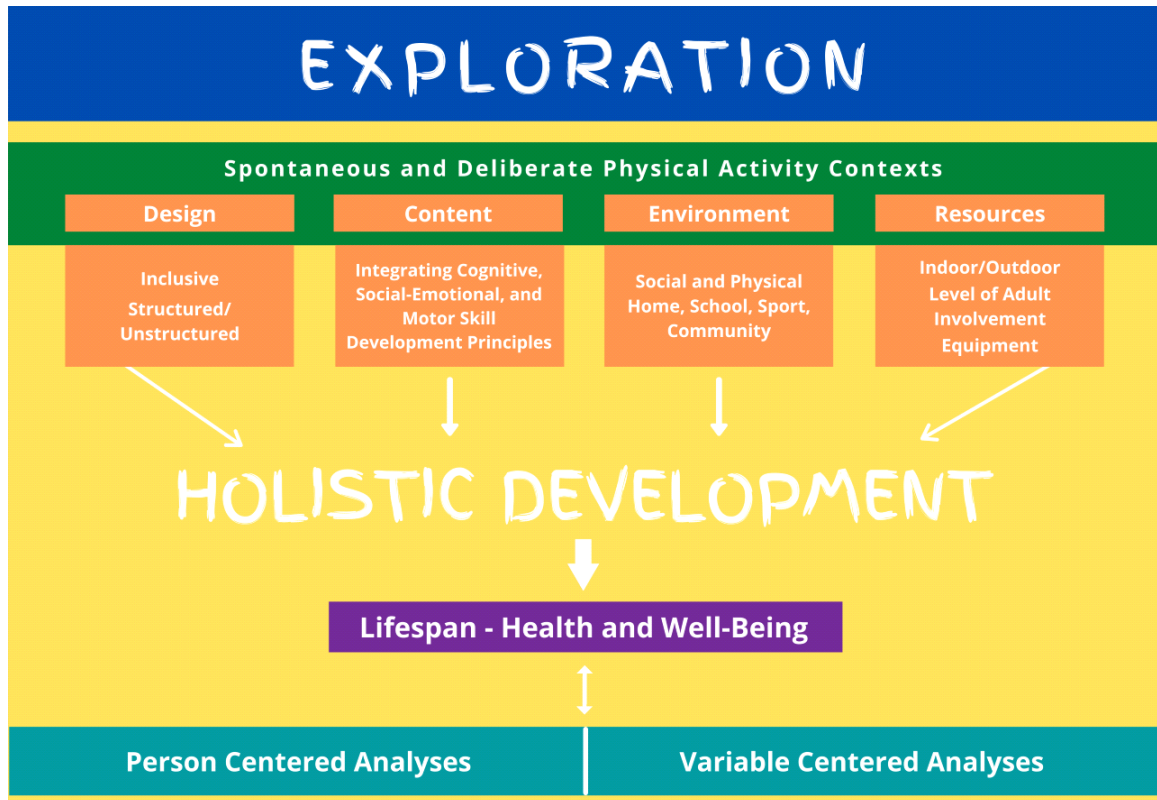 EXPLORATION
Spontaneous and Deliberate Physical Activity Contexts
Design
Content
Environment
Resources
Inclusive
Structured/
Unstructured
Integrating Cognitive,
Social-Emotional, and
Motor Skill
Development Principles
Social and Physical
Home, School, Sport,
Community
Indoor/Outdoor
Level of Adult
Involvement
Equipment
HOLISTIC DEVELOPMENT
Lifespan - Health and Well-Being
Person Centered Analyses
Variable Centered Analyses